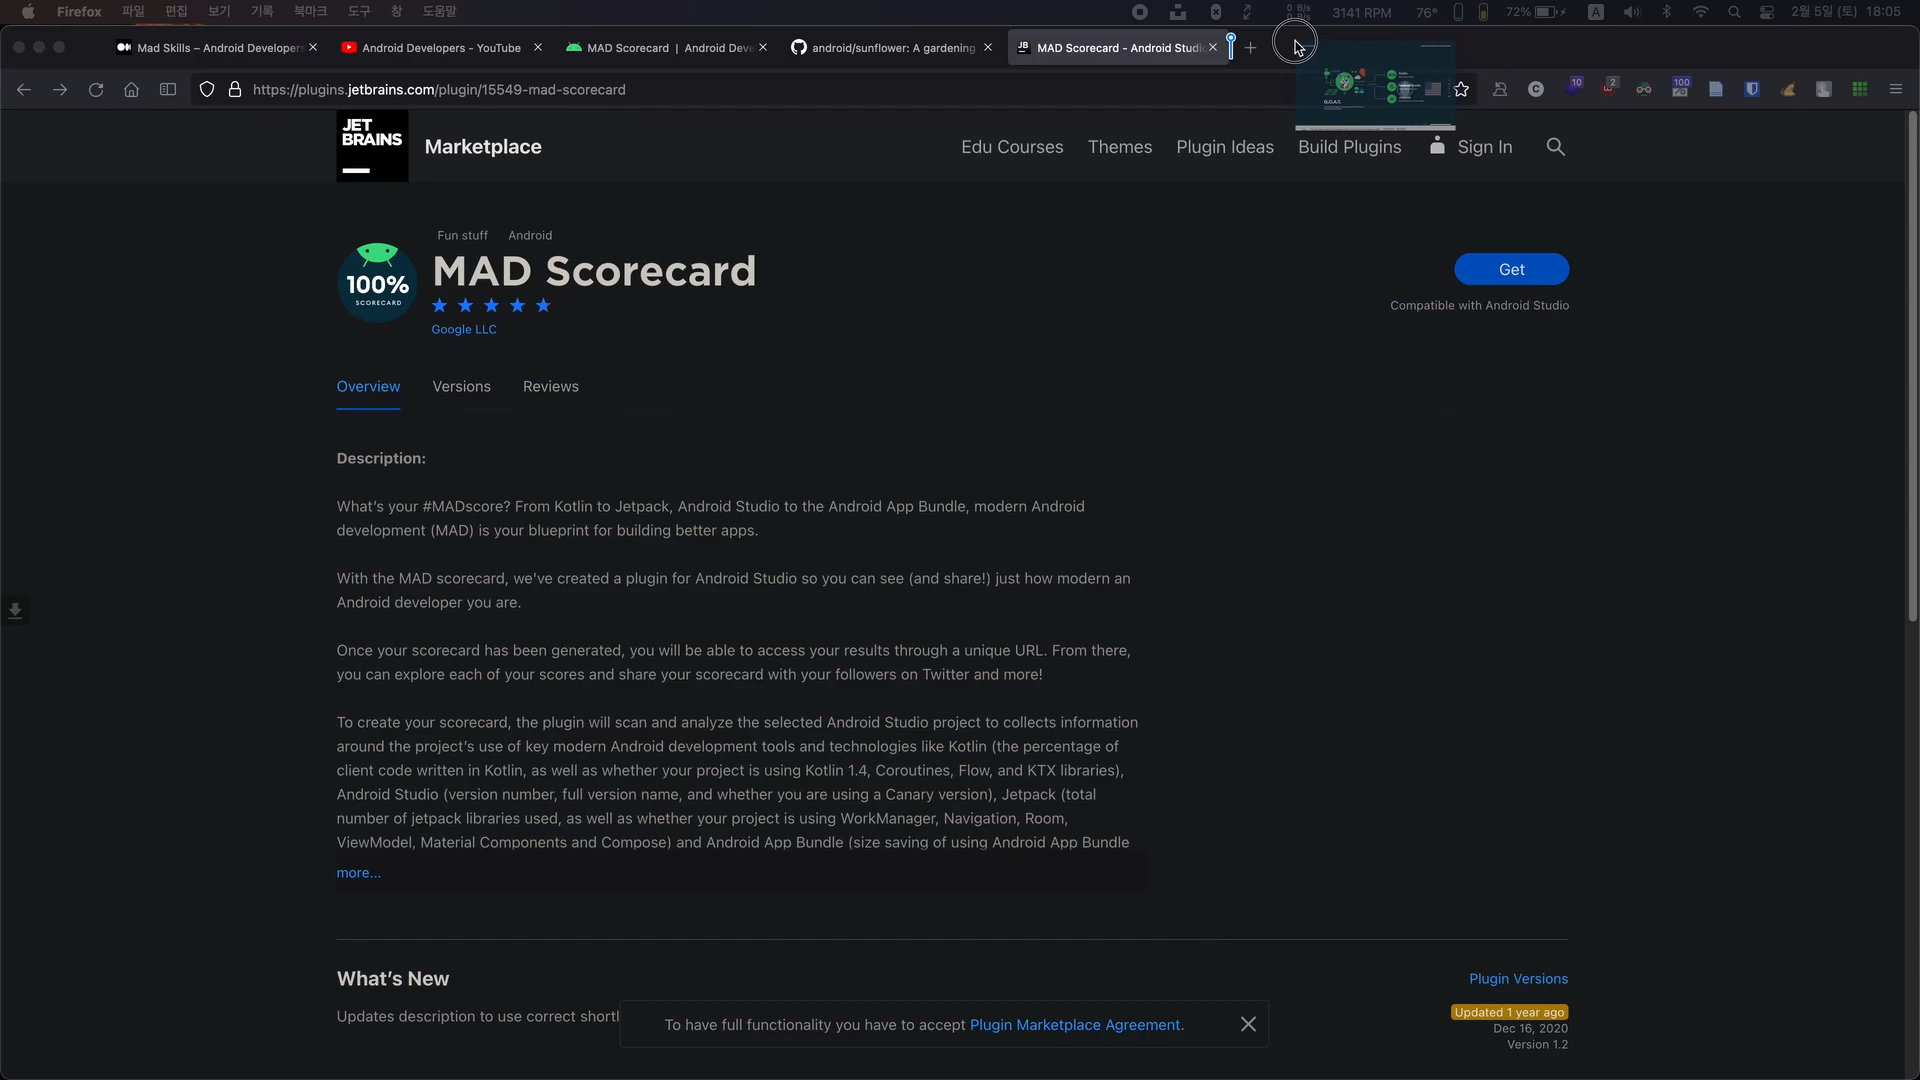 Firefox 파일 편집 보기 기록 북마크 도구 창 도움말
0 B/s
3141 RPM 76° 72% A 2월 5일 (토) 18:05
Mad Skills – Android Developers
Android Developers - YouTube
MAD Scorecard | Android Deve
android/sunflower: A gardening
JB MAD Scorecard - Android Studi
https://plugins.jetbrains.com/plugin/15549-mad-scorecard
10 2 100
G.O.A.T.
JET
BRAINS
Marketplace
Edu Courses Themes Plugin Ideas Build Plugins Sign In
Fun stuff Android
100%
SCORECARD
MAD Scorecard
Google LLC
Get
Compatible with Android Studio
Overview Versions Reviews
Description:
What's your #MADscore? From Kotlin to Jetpack, Android Studio to the Android App Bundle, modern Android
development (MAD) is your blueprint for building better apps.
With the MAD scorecard, we've created a plugin for Android Studio so you can see (and share!) just how modern an
Android developer you are.
Once your scorecard has been generated, you will be able to access your results through a unique URL. From there,
you can explore each of your scores and share your scorecard with your followers on Twitter and more!
To create your scorecard, the plugin will scan and analyze the selected Android Studio project to collects information
around the project's use of key modern Android development tools and technologies like Kotlin (the percentage of
client code written in Kotlin, as well as whether your project is using Kotlin 1.4, Coroutines, Flow, and KTX libraries),
Android Studio (version number, full version name, and whether you are using a Canary version), Jetpack (total
number of jetpack libraries used, as well as whether your project is using WorkManager, Navigation, Room,
ViewModel, Material Components and Compose) and Android App Bundle (size saving of using Android App Bundle
more...
What's New
Plugin Versions
Updates description to use correct shortl
To have full functionality you have to accept Plugin Marketplace Agreement.
Updated 1 year ago
Dec 16, 2020
Version 1.2